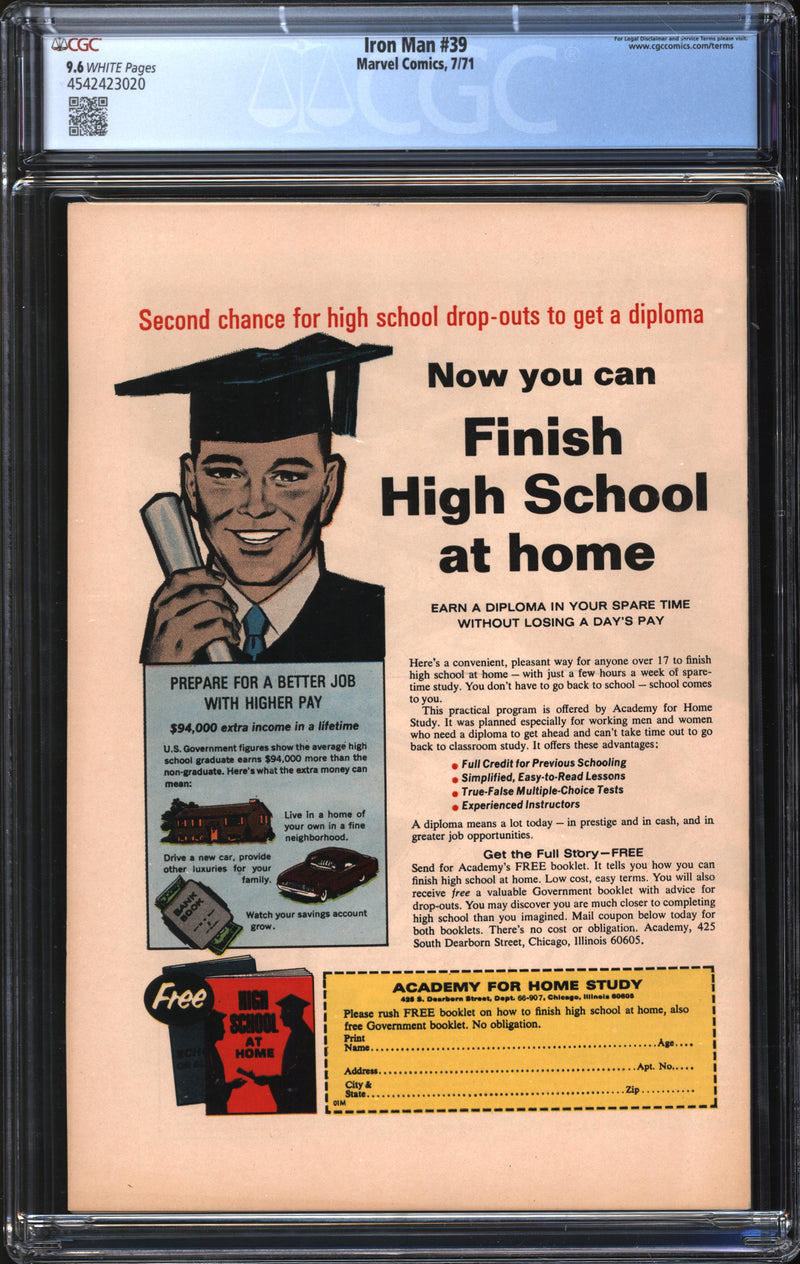 CGC
9.6 WHITE Pages
4542423020
Iron Man #39
Marvel Comics, 7/71
For Legal Disclaimer and Service Terms please visit:
www.cgccomics.com/terms
CGC
Second chance for high school drop-outs to get a diploma
Now you can
Finish
High School
at home
EARN A DIPLOMA IN YOUR SPARE TIME
WITHOUT LOSING A DAY'S PAY
Here's a convenient, pleasant way for anyone over 17 to finish
high school at home — with just a few hours a week of spare-
time study. You don't have to go back to school — school comes
to you.
This practical program is offered by Academy for Home
Study. It was planned especially for working men and women
who need a diploma to get ahead and can't take time out to go
back to classroom study. It offers these advantages:
• Full Credit for Previous Schooling
• Simplified, Easy-to-Read Lessons
• True-False Multiple-Choice Tests
• Experienced Instructors
A diploma means a lot today — in prestige and in cash, and in
greater job opportunities.
Get the Full Story—FREE
Send for Academy's FREE booklet. It tells you how you can
finish high school at home. Low cost, easy terms. You will also
receive free a valuable Government booklet with advice for
drop-outs. You may discover you are much closer to completing
high school than you imagined. Mail coupon below today for
both booklets. There's no cost or obligation. Academy, 425
South Dearborn Street, Chicago, Illinois 60605.
PREPARE FOR A BETTER JOB
WITH HIGHER PAY
$94,000 extra income in a lifetime
U.S. Government figures show the average high
school graduate earns $94,000 more than the
non-graduate. Here's what the extra money can
mean:
Live in a home of
your own in a fine
neighborhood.
Drive a new car, provide
other luxuries for your
family.
BANK
BOOK
Watch your savings account
grow.
Free
HIGH
SCHOOL
AT
HOME
ACADEMY FOR HOME STUDY
425 S. Dearborn Street, Dept. 66-907, Chicago, Illinois 60605
Please rush FREE booklet on how to finish high school at home, also
free Government booklet. No obligation.
Print
Name..........Age....
Address..........Apt. No.....
City &
State..........Zip..........
01M